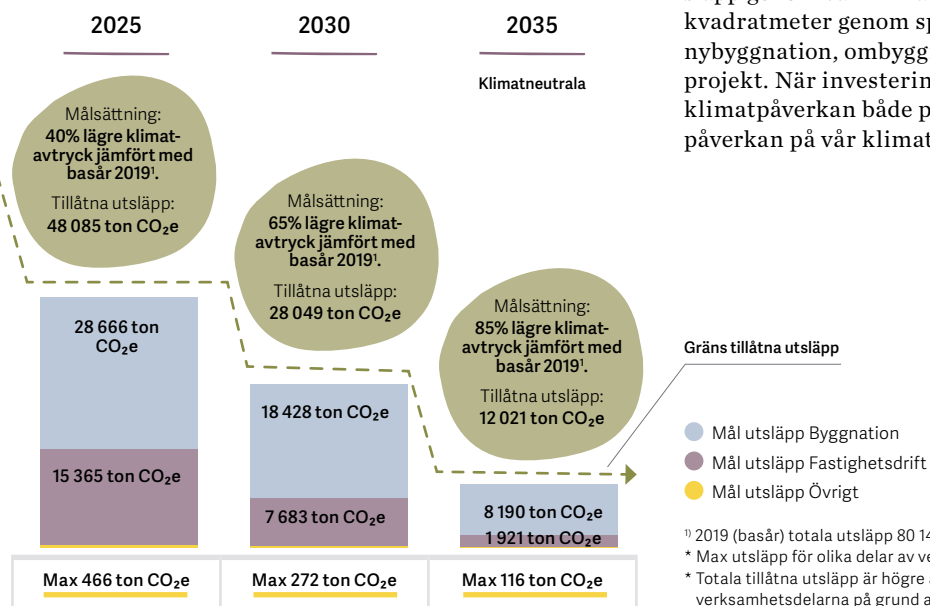 kvadratmeter genom
nybyggnation,
projekt. När
klimatpåverkan både
påverkan på vår
2025
2030
2035
Klimatneutrala
Målsättning:
40% lägre klimat-
avtryck jämfört med
basår 2019¹.
Tillåtna utsläpp:
48 085 ton CO₂e
Målsättning:
65% lägre klimat-
avtryck jämfört med
basår 2019¹.
Tillåtna utsläpp:
28 049 ton CO₂e
Målsättning:
85% lägre klimat-
avtryck jämfört med
basår 2019¹.
Tillåtna utsläpp:
12 021 ton CO₂e
28 666 ton
CO₂e
15 365 ton CO₂e
18 428 ton CO₂e
7 683 ton CO₂e
8 190 ton CO₂e
1 921 ton CO₂e
Max 466 ton CO₂e
Max 272 ton CO₂e
Max 116 ton CO₂e
Gräns tillåtna utsläpp
Mål utsläpp Byggnation
Mål utsläpp Fastighetsdrift
Mål utsläpp Övrigt
¹⁾ 2019 (basår) totala utsläpp 80 14
* Max utsläpp för olika delar av
* Totala tillåtna utsläpp är högre
verksamhetsdelarna på grund